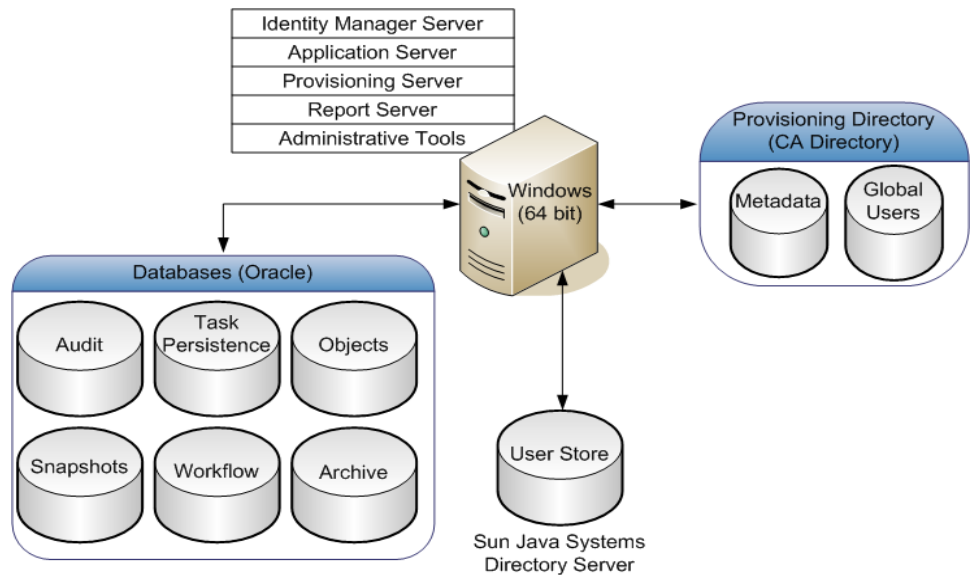 Identity Manager Server
Application Server
Provisioning Server
Report Server
Administrative Tools
Windows
(64 bit)
Provisioning Directory
(CA Directory)
Metadata
Global
Users
Databases (Oracle)
Audit
Task
Persistence
Objects
Snapshots
Workflow
Archive
User Store
Sun Java Systems
Directory Server